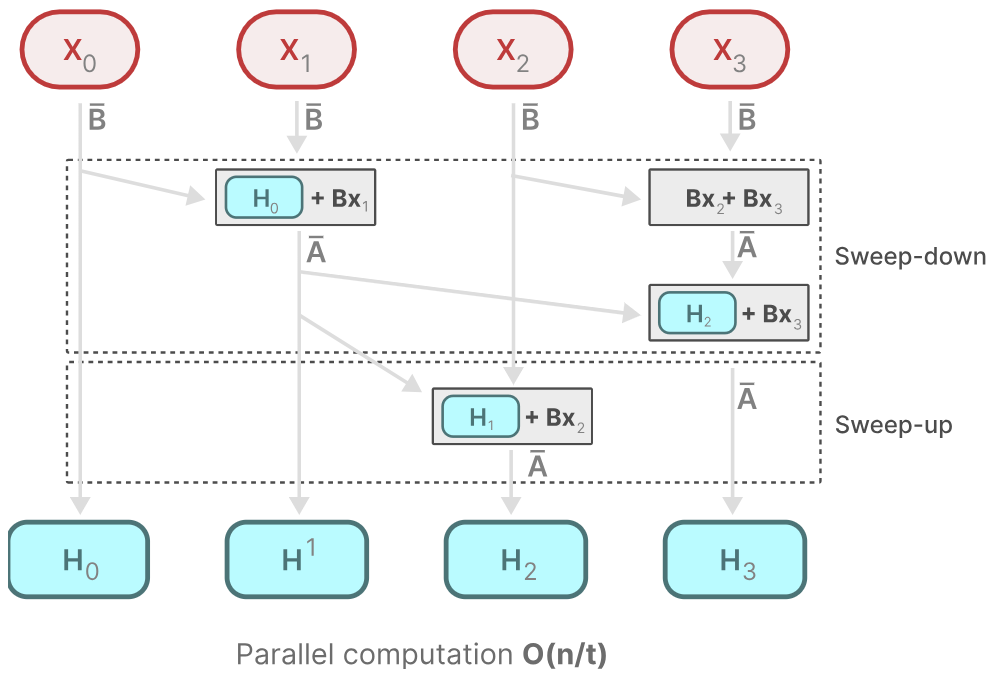 X₀ X₁ X₂ X₃
B̅ B̅ B̅ B̅
H₀ + Bx₁ Bx₂+ Bx₃
A̅ A̅
Sweep-down
H₂ + Bx₃
A̅
H₁ + Bx₂
Sweep-up
A̅
H₀ H¹ H₂ H₃
Parallel computation O(n/t)